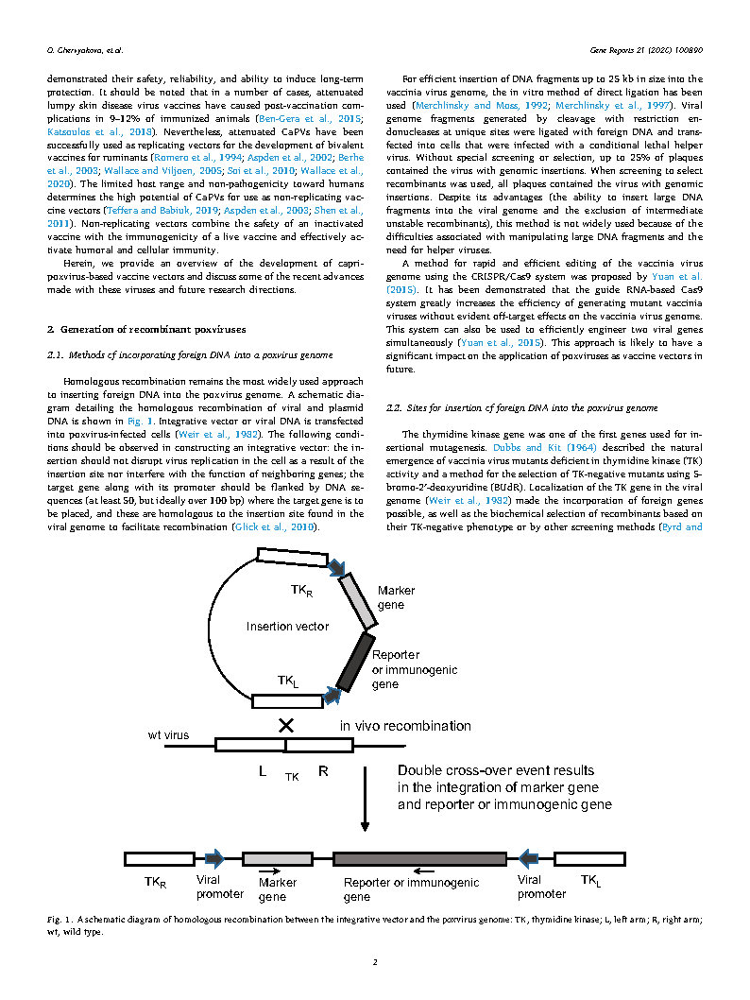 O. Chervyakova, et al.
Gene Reports 21 (2020) 100890
demonstrated their safety, reliability, and ability to induce long-term
protection. It should be noted that in a number of cases, attenuated
lumpy skin disease virus vaccines have caused post-vaccination com-
plications in 9–12% of immunized animals (Ben-Gera et al., 2015;
Katsoulos et al., 2018). Nevertheless, attenuated CaPVs have been
successfully used as replicating vectors for the development of bivalent
vaccines for ruminants (Romero et al., 1994; Aspden et al., 2002; Berhe
et al., 2003; Wallace and Viljoen, 2005; Soi et al., 2010; Wallace et al.,
2020). The limited host range and non-pathogenicity toward humans
determines the high potential of CaPVs for use as non-replicating vac-
cine vectors (Teffera and Babiuk, 2019; Aspden et al., 2003; Shen et al.,
2011). Non-replicating vectors combine the safety of an inactivated
vaccine with the immunogenicity of a live vaccine and effectively ac-
tivate humoral and cellular immunity.
Herein, we provide an overview of the development of capri-
poxvirus-based vaccine vectors and discuss some of the recent advances
made with these viruses and future research directions.
2. Generation of recombinant poxviruses
2.1. Methods of incorporating foreign DNA into a poxvirus genome
Homologous recombination remains the most widely used approach
to inserting foreign DNA into the poxvirus genome. A schematic dia-
gram detailing the homologous recombination of viral and plasmid
DNA is shown in Fig. 1. Integrative vector or viral DNA is transfected
into poxvirus-infected cells (Weir et al., 1982). The following condi-
tions should be observed in constructing an integrative vector: the in-
sertion should not disrupt virus replication in the cell as a result of the
insertion site nor interfere with the function of neighboring genes; the
target gene along with its promoter should be flanked by DNA se-
quences (at least 50, but ideally over 100 bp) where the target gene is to
be placed, and these are homologous to the insertion site found in the
viral genome to facilitate recombination (Glick et al., 2010).
For efficient insertion of DNA fragments up to 25 kb in size into the
vaccinia virus genome, the in vitro method of direct ligation has been
used (Merchlinsky and Moss, 1992; Merchlinsky et al., 1997). Viral
genome fragments generated by cleavage with restriction en-
donucleases at unique sites were ligated with foreign DNA and trans-
fected into cells that were infected with a conditional lethal helper
virus. Without special screening or selection, up to 25% of plaques
contained the virus with genomic insertions. When screening to select
recombinants was used, all plaques contained the virus with genomic
insertions. Despite its advantages (the ability to insert large DNA
fragments into the viral genome and the exclusion of intermediate
unstable recombinants), this method is not widely used because of the
difficulties associated with manipulating large DNA fragments and the
need for helper viruses.
A method for rapid and efficient editing of the vaccinia virus
genome using the CRISPR/Cas9 system was proposed by Yuan et al.
(2015). It has been demonstrated that the guide RNA-based Cas9
system greatly increases the efficiency of generating mutant vaccinia
viruses without evident off-target effects on the vaccinia virus genome.
This system can also be used to efficiently engineer two viral genes
simultaneously (Yuan et al., 2015). This approach is likely to have a
significant impact on the application of poxviruses as vaccine vectors in
future.
2.2. Sites for insertion of foreign DNA into the poxvirus genome
The thymidine kinase gene was one of the first genes used for in-
sertional mutagenesis. Dubbs and Kit (1964) described the natural
emergence of vaccinia virus mutants deficient in thymidine kinase (TK)
activity and a method for the selection of TK-negative mutants using 5-
bromo-2′-deoxyuridine (BUdR). Localization of the TK gene in the viral
genome (Weir et al., 1982) made the incorporation of foreign genes
possible, as well as the biochemical selection of recombinants based on
their TK-negative phenotype or by other screening methods (Byrd and
TKR
Marker
gene
Insertion vector
Reporter
or immunogenic
gene
TKL
in vivo recombination
wt virus
L TK R
Double cross-over event results
in the integration of marker gene
and reporter or immunogenic gene
TKR
Viral
promoter
Marker
gene
Reporter or immunogenic
gene
Viral
promoter
TKL
Fig. 1. A schematic diagram of homologous recombination between the integrative vector and the poxvirus genome: TK, thymidine kinase; L, left arm; R, right arm;
wt, wild type.
2